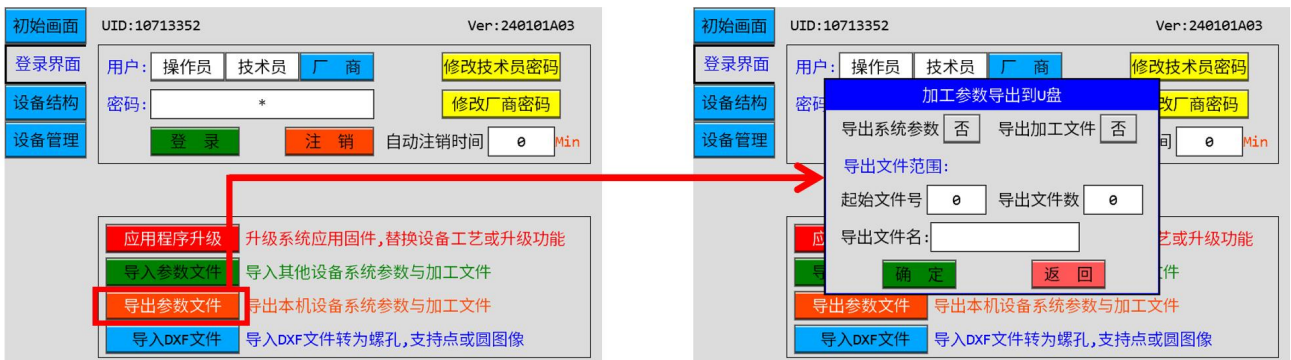 初始画面 UID:10713352 Ver:240101A03
登录界面 用户: 操作员 技术员 厂 商 修改技术员密码
设备结构 密码: * 修改厂商密码
设备管理 登 录 注 销 自动注销时间 0 Min
应用程序升级 升级系统应用固件,替换设备工艺或升级功能
导入参数文件 导入其他设备系统参数与加工文件
导出参数文件 导出本机设备系统参数与加工文件
导入DXF文件 导入DXF文件转为螺孔,支持点或圆图像
初始画面 UID:10713352 Ver:240101A03
登录界面 用户: 操作员 技术员 厂 商 修改技术员密码
设备结构 密码 加工参数导出到U盘 改厂商密码
设备管理 导出系统参数 否 导出加工文件 否 间 0 Min
导出文件范围:
起始文件号 0 导出文件数 0
应 导出文件名: 艺或升级功能
导 确 定 返 回 件
导出参数文件 导出本机设备系统参数与加工文件
导入DXF文件 导入DXF文件转为螺孔,支持点或圆图像